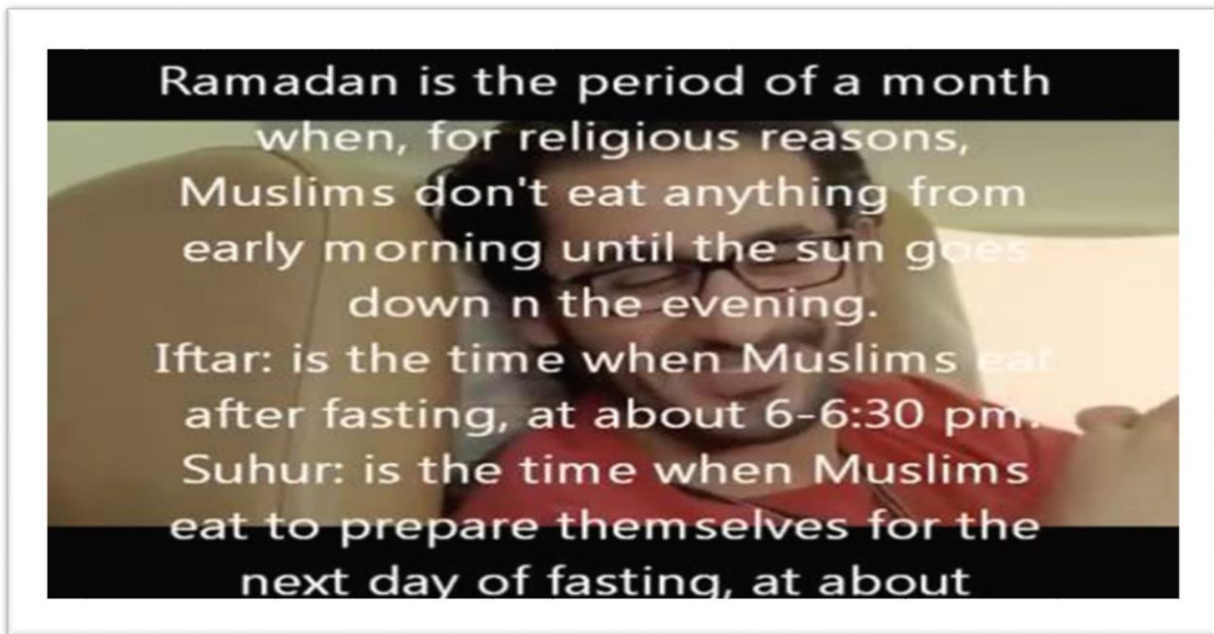 Ramadan is the period of a month
when, for religious reasons,
Muslims don't eat anything from
early morning until the sun goes
down n the evening.
Iftar: is the time when Muslims eat
after fasting, at about 6-6:30 pm.
Suhur: is the time when Muslims
eat to prepare themselves for the
next day of fasting, at about